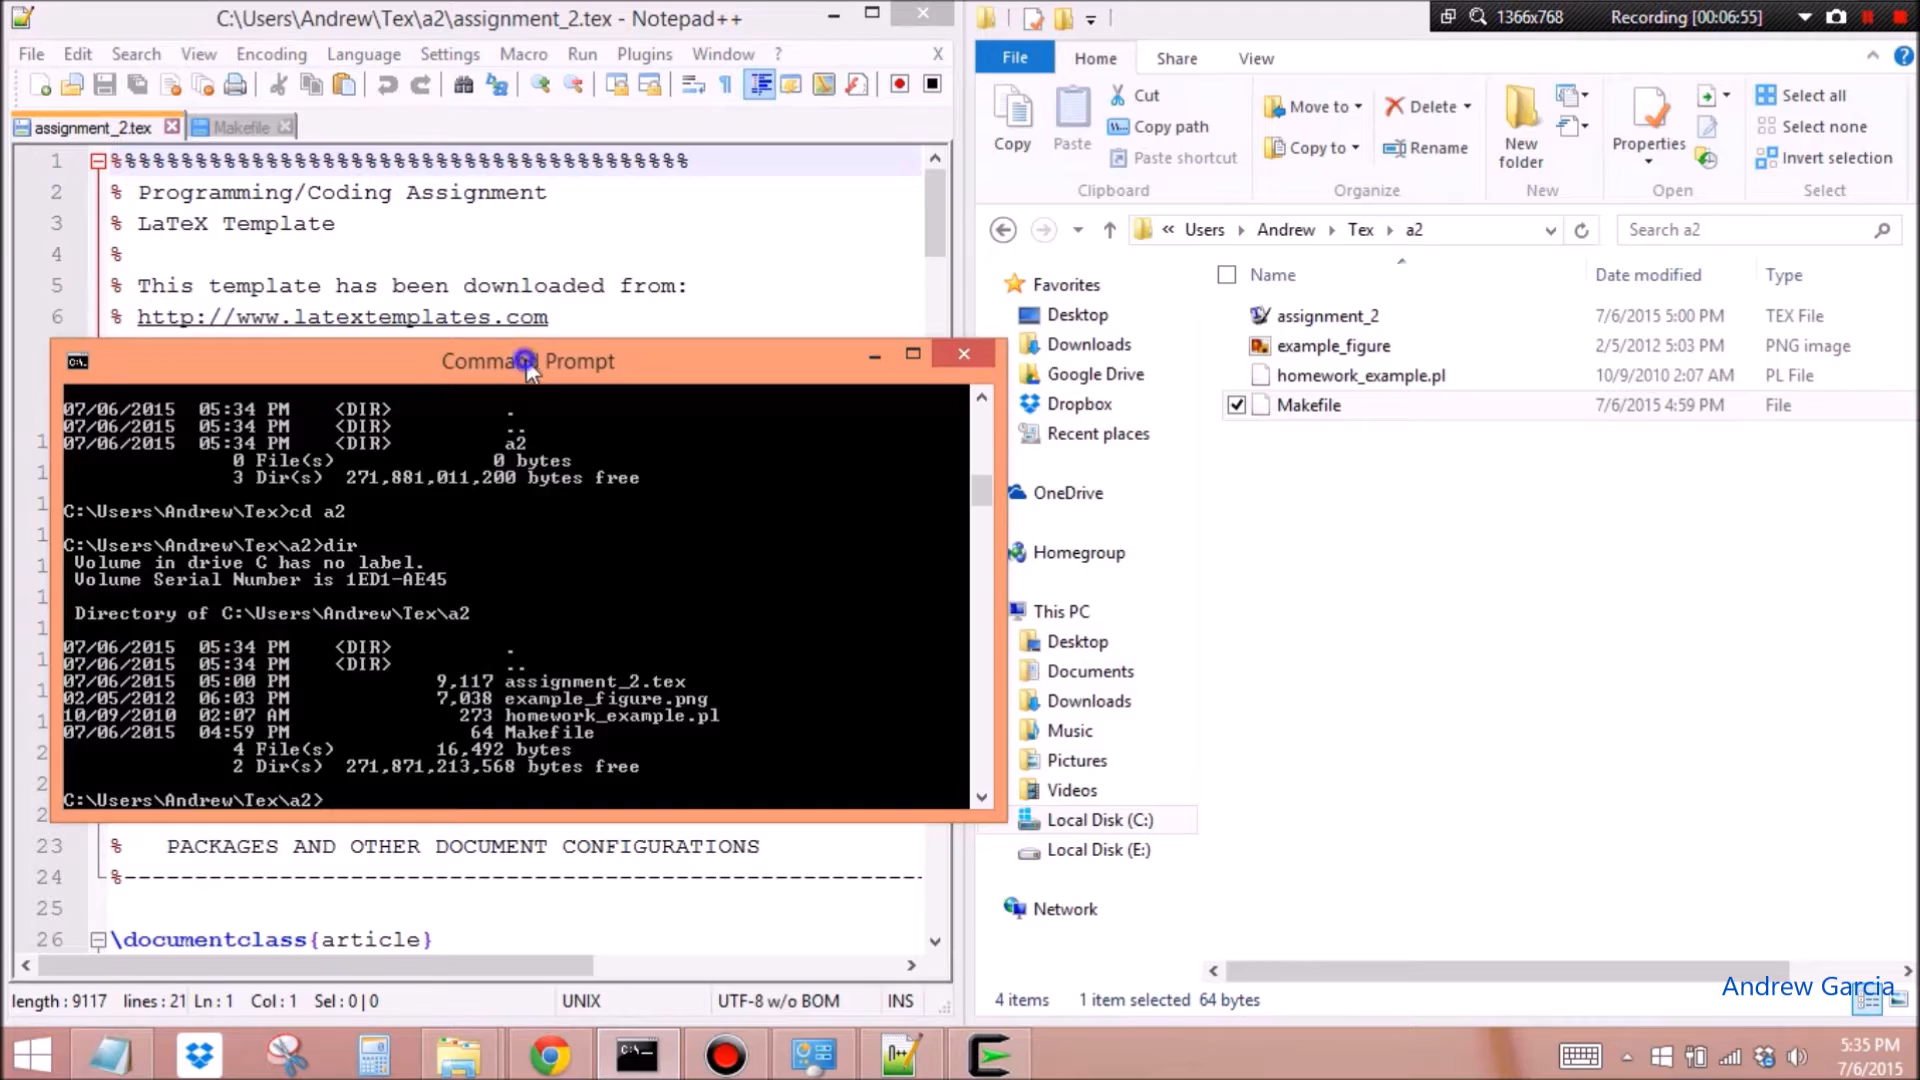 C:\Users\Andrew\Tex\a2\assignment_2.tex - Notepad++
File Edit Search View Encoding Language Settings Macro Run Plugins Window ? X
assignment_2.tex Makefile
1 %%%%%%%%%%%%%%%%%%%%%%%%%%%%%%%%%%%%%%%%%
2 % Programming/Coding Assignment
3 % LaTeX Template
4 %
5 % This template has been downloaded from:
6 % http://www.latextemplates.com
Command Prompt
07/06/2015 05:34 PM <DIR> .
07/06/2015 05:34 PM <DIR> ..
07/06/2015 05:34 PM <DIR> a2
0 File(s) 0 bytes
3 Dir(s) 271,881,011,200 bytes free
C:\Users\Andrew\Tex>cd a2
C:\Users\Andrew\Tex\a2>dir
Volume in drive C has no label.
Volume Serial Number is 1ED1-AE45
Directory of C:\Users\Andrew\Tex\a2
07/06/2015 05:34 PM <DIR> .
07/06/2015 05:34 PM <DIR> ..
07/06/2015 05:00 PM 9,117 assignment_2.tex
02/05/2012 06:03 PM 7,038 example_figure.png
10/09/2010 02:07 AM 273 homework_example.pl
07/06/2015 04:59 PM 64 Makefile
4 File(s) 16,492 bytes
2 Dir(s) 271,871,213,568 bytes free
C:\Users\Andrew\Tex\a2>
23 % PACKAGES AND OTHER DOCUMENT CONFIGURATIONS
24 %----------------------------------------------------------
25
26 \documentclass{article}
length : 9117 lines : 21 Ln : 1 Col : 1 Sel : 0 | 0 UNIX UTF-8 w/o BOM INS
1366x768 Recording [00:06:55]
File Home Share View
Copy
Paste
Cut
Copy path
Paste shortcut
Clipboard
Move to
Copy to
Delete
Rename
Organize
New folder
New
Properties
Open
Select all
Select none
Invert selection
Select
« Users Andrew Tex a2
Search a2
Name Date modified Type
assignment_2 7/6/2015 5:00 PM TEX File
example_figure 2/5/2012 5:03 PM PNG image
homework_example.pl 10/9/2010 2:07 AM PL File
Makefile 7/6/2015 4:59 PM File
Favorites
Desktop
Downloads
Google Drive
Dropbox
Recent places
OneDrive
Homegroup
This PC
Desktop
Documents
Downloads
Music
Pictures
Videos
Local Disk (C:)
Local Disk (E:)
Network
4 items 1 item selected 64 bytes
Andrew Garcia
5:35 PM
7/6/2015